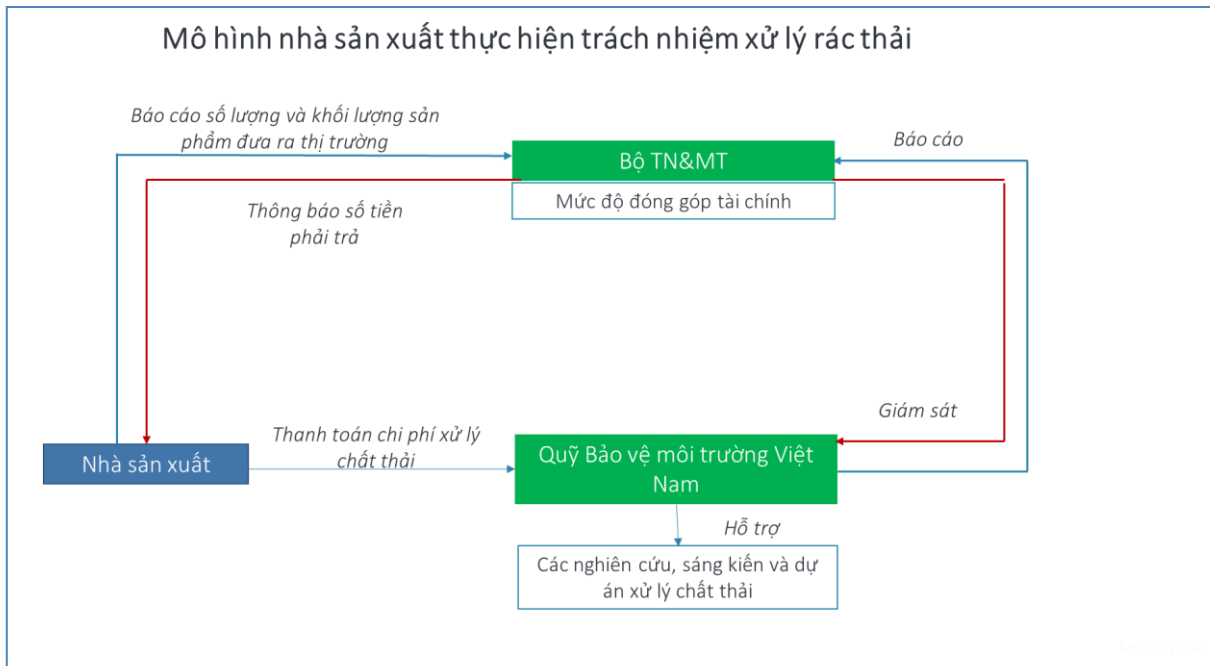 Mô hình nhà sản xuất thực hiện trách nhiệm xử lý rác thải
Báo cáo số lượng và khối lượng sản
phẩm đưa ra thị trường
Bộ TN&MT
Báo cáo
Mức độ đóng góp tài chính
Thông báo số tiền
phải trả
Giám sát
Thanh toán chi phí xử lý
chất thải
Nhà sản xuất
Quỹ Bảo vệ môi trường Việt
Nam
Hỗ trợ
Các nghiên cứu, sáng kiến và dự
án xử lý chất thải